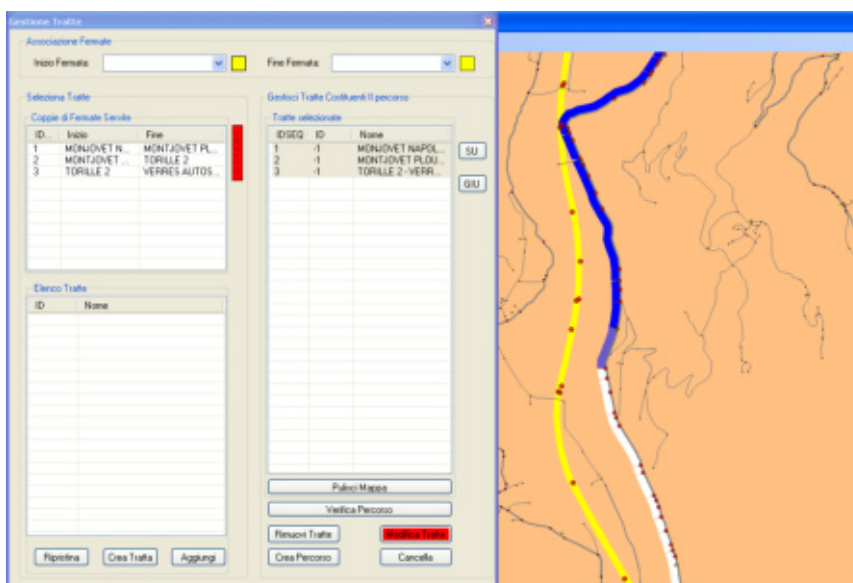 Gestione Tratte
Associazione Fermate
Inizio Fermata:
Fine Fermata:
Seleziona Tratte
Gestisci Tratte Costituenti Il percorso
Coppie di Fermate Servite
Tratte selezionate
ID... Inizio Fine
1 MONJOVET N... MONTJOVET PL...
2 MONTJOVET ... TORILLE 2
3 TORILLE 2 VERRES AUTOS...
IDSEQ ID Nome
1 -1 MONJOVET NAPOL...
2 -1 MONTJOVET PLOU...
3 -1 TORILLE 2 - VERR...
SU
GIU
Elenco Tratte
ID Nome
Pulisci Mappa
Verifica Percorso
Rimuovi Tratte
Modifica Tratta
Ripristina
Crea Tratta
Aggiungi
Crea Percorso
Cancella